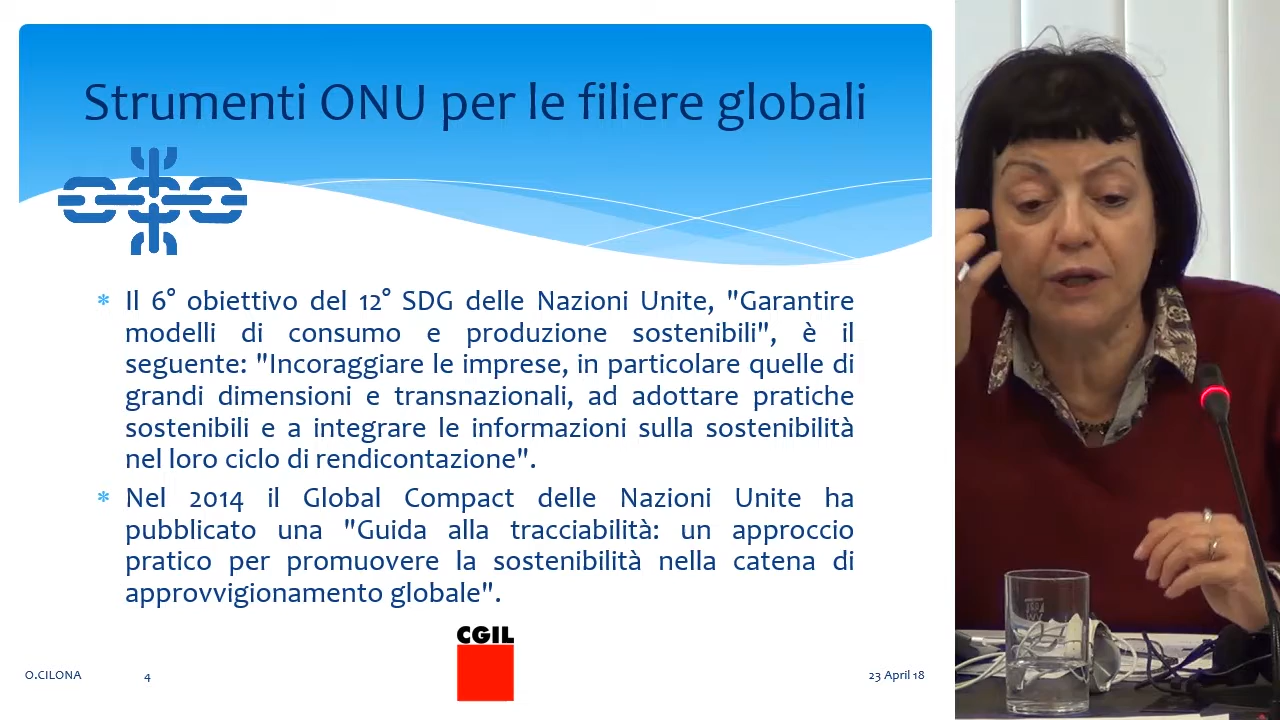 Strumenti ONU per le filiere globali
* Il 6° obiettivo del 12° SDG delle Nazioni Unite, "Garantire
modelli di consumo e produzione sostenibili", è il
seguente: "Incoraggiare le imprese, in particolare quelle di
grandi dimensioni e transnazionali, ad adottare pratiche
sostenibili e a integrare le informazioni sulla sostenibilità
nel loro ciclo di rendicontazione".
* Nel 2014 il Global Compact delle Nazioni Unite ha
pubblicato una "Guida alla tracciabilità: un approccio
pratico per promuovere la sostenibilità nella catena di
approvvigionamento globale".
CGIL
O.CILONA
4
23 April 18